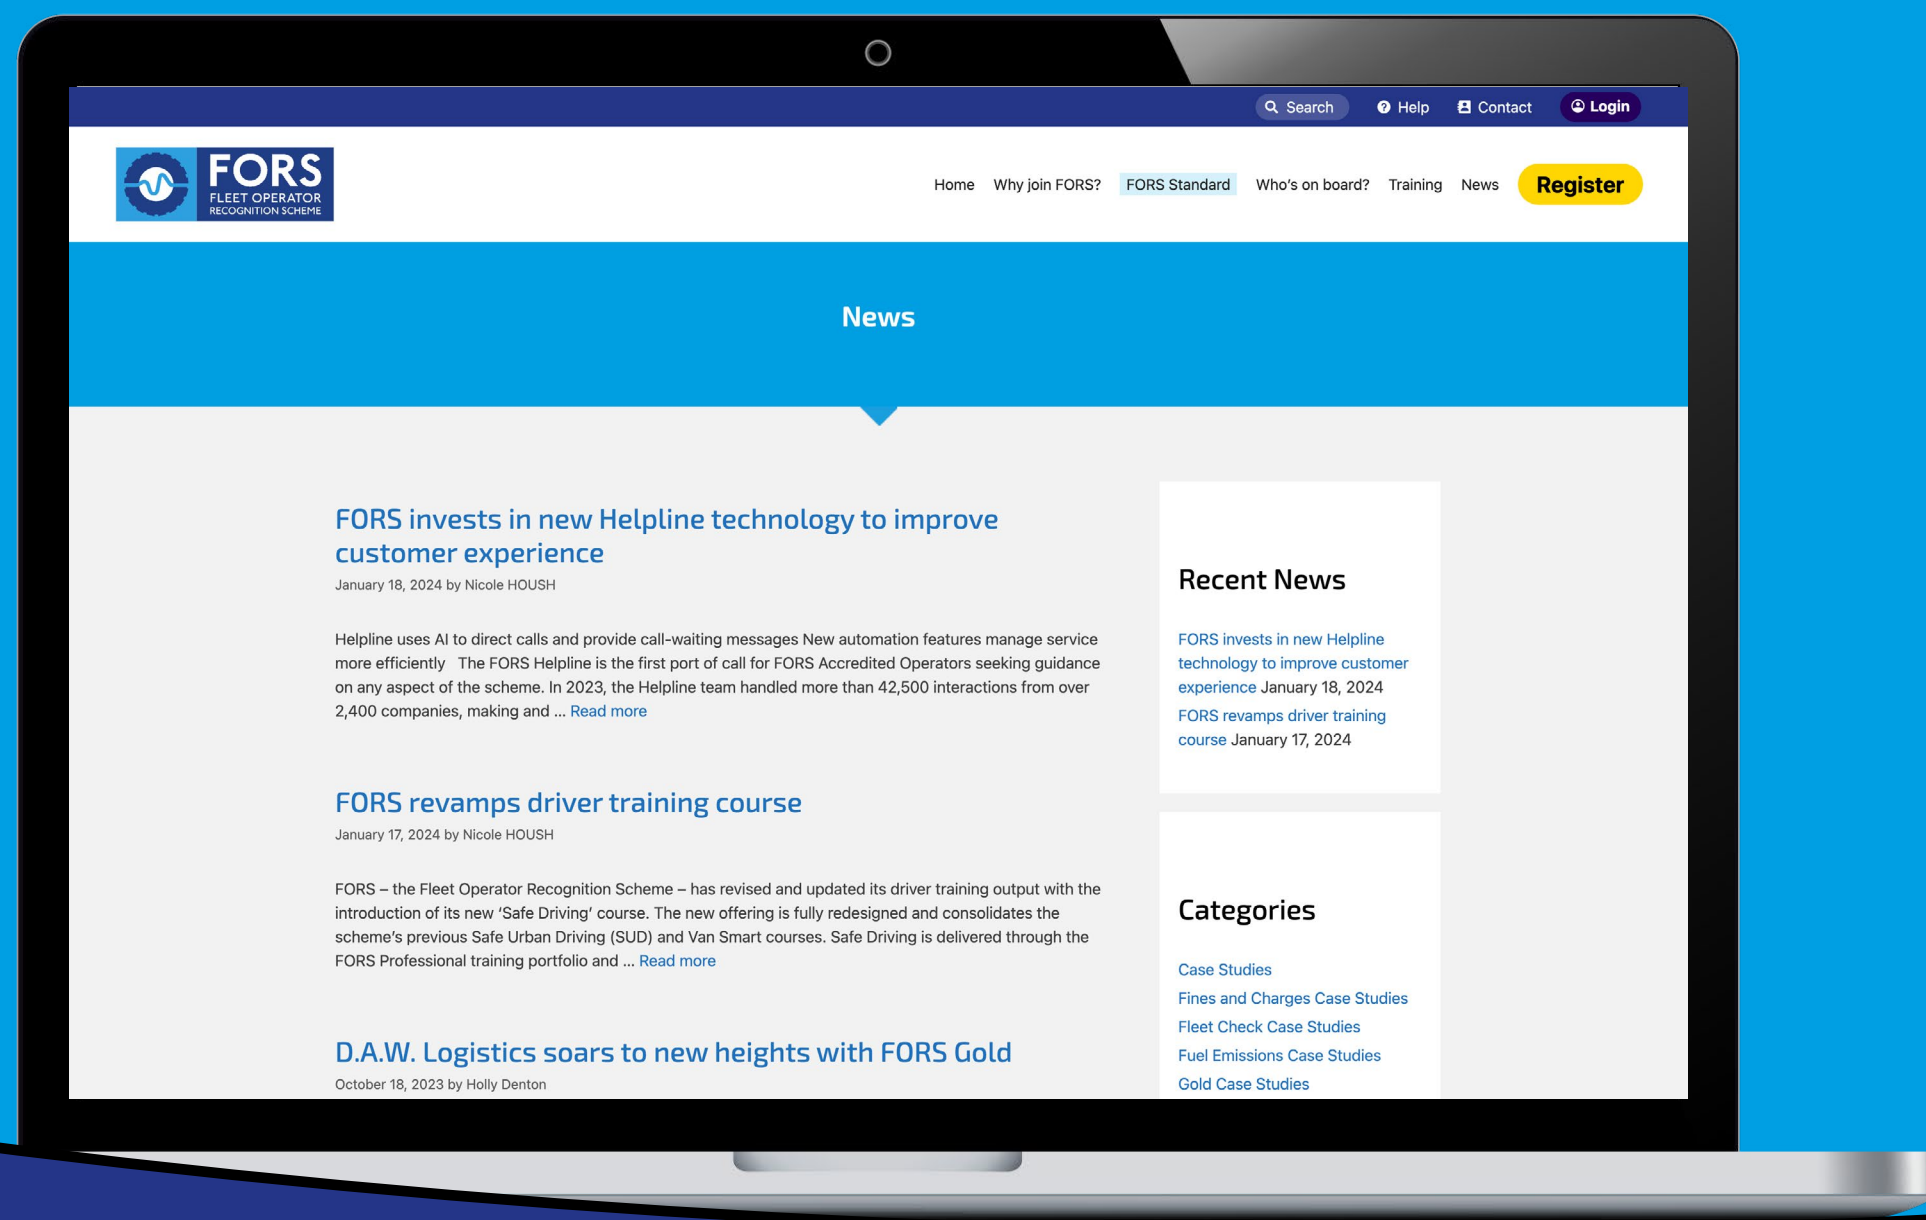 Search Help Contact Login
FORS
FLEET OPERATOR
RECOGNITION SCHEME
Home Why join FORS? FORS Standard Who's on board? Training News Register
News
FORS invests in new Helpline technology to improve
customer experience
January 18, 2024 by Nicole HOUSH
Helpline uses AI to direct calls and provide call-waiting messages New automation features manage service
more efficiently   The FORS Helpline is the first port of call for FORS Accredited Operators seeking guidance
on any aspect of the scheme. In 2023, the Helpline team handled more than 42,500 interactions from over
2,400 companies, making and ... Read more
FORS revamps driver training course
January 17, 2024 by Nicole HOUSH
FORS – the Fleet Operator Recognition Scheme – has revised and updated its driver training output with the
introduction of its new ‘Safe Driving’ course. The new offering is fully redesigned and consolidates the
scheme’s previous Safe Urban Driving (SUD) and Van Smart courses. Safe Driving is delivered through the
FORS Professional training portfolio and ... Read more
D.A.W. Logistics soars to new heights with FORS Gold
October 18, 2023 by Holly Denton
Recent News
FORS invests in new Helpline
technology to improve customer
experience January 18, 2024
FORS revamps driver training
course January 17, 2024
Categories
Case Studies
Fines and Charges Case Studies
Fleet Check Case Studies
Fuel Emissions Case Studies
Gold Case Studies